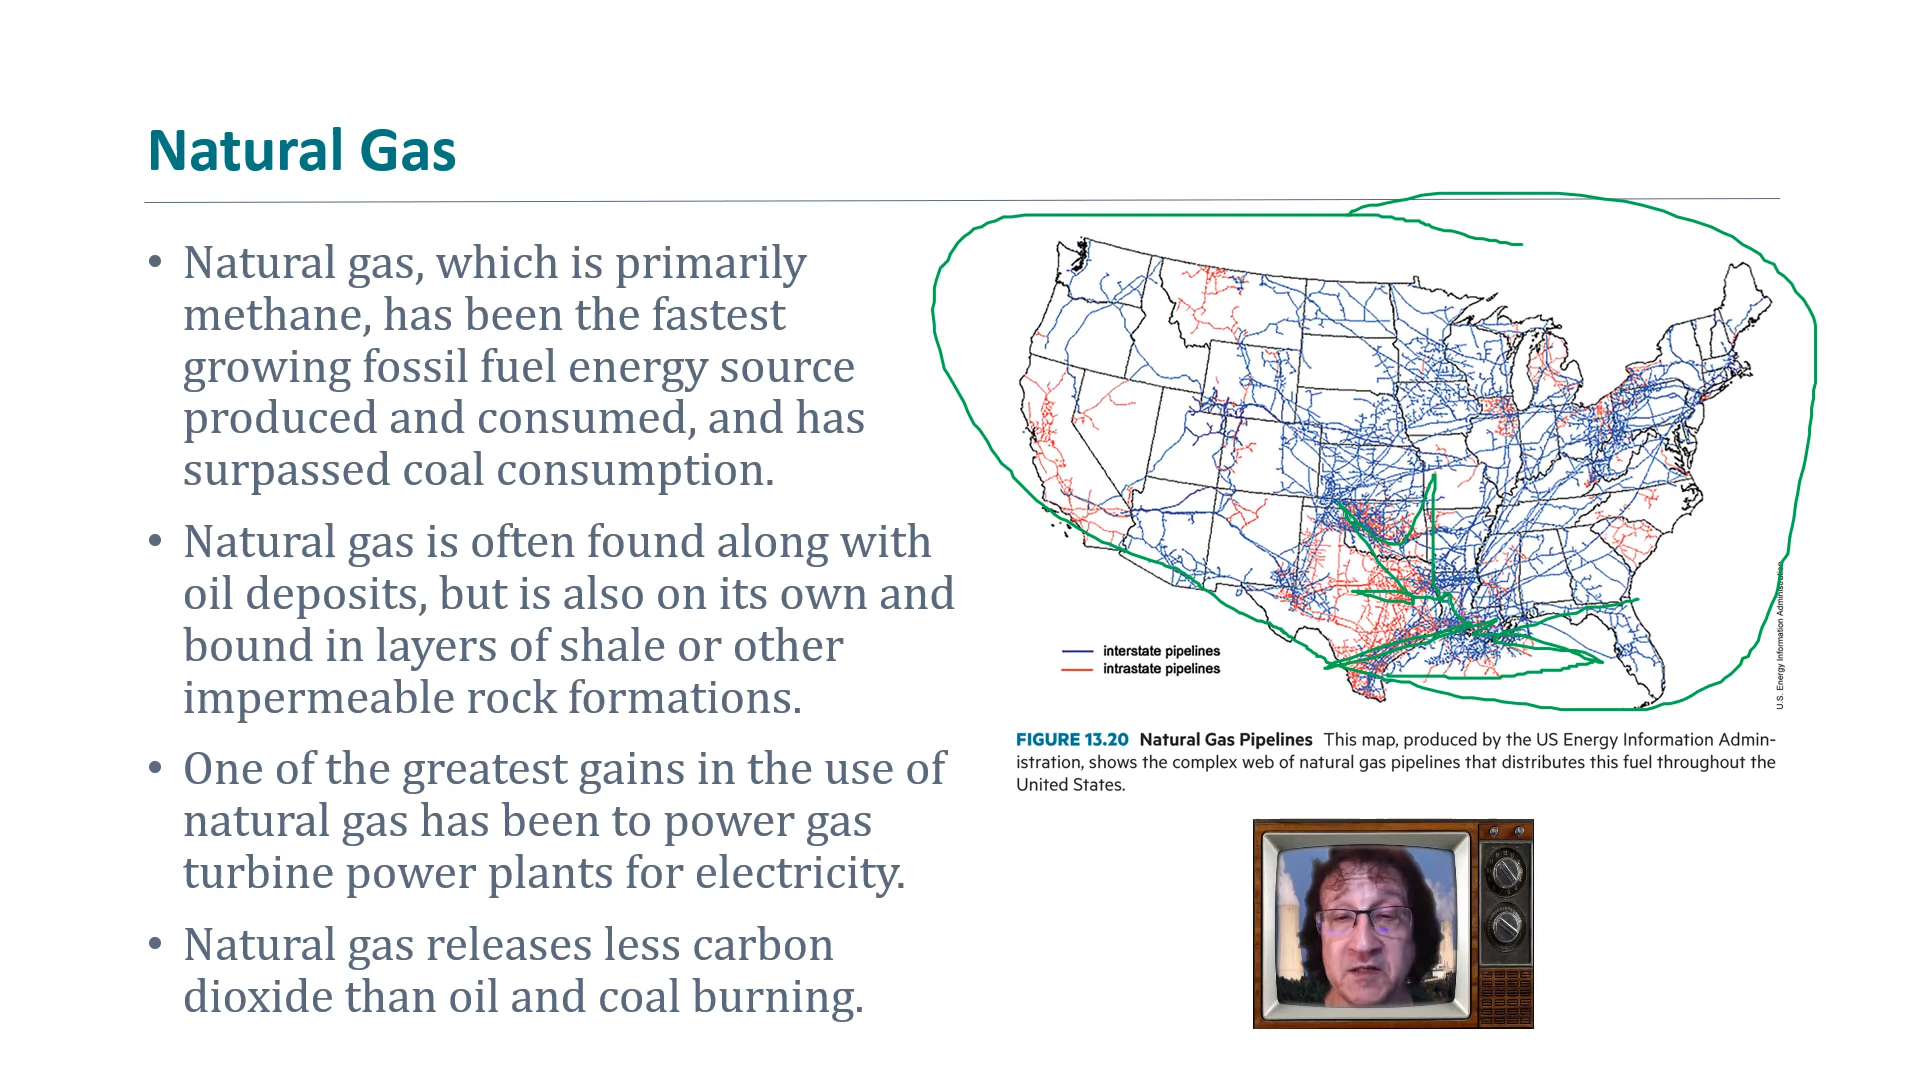 Natural Gas
• Natural gas, which is primarily
methane, has been the fastest
growing fossil fuel energy source
produced and consumed, and has
surpassed coal consumption.
• Natural gas is often found along with
oil deposits, but is also on its own and
bound in layers of shale or other
impermeable rock formations.
• One of the greatest gains in the use of
natural gas has been to power gas
turbine power plants for electricity.
• Natural gas releases less carbon
dioxide than oil and coal burning.
interstate pipelines
intrastate pipelines
U.S. Energy Information Administration
FIGURE 13.20 Natural Gas Pipelines This map, produced by the US Energy Information Admin-
istration, shows the complex web of natural gas pipelines that distributes this fuel throughout the
United States.